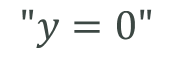 "y = 0"